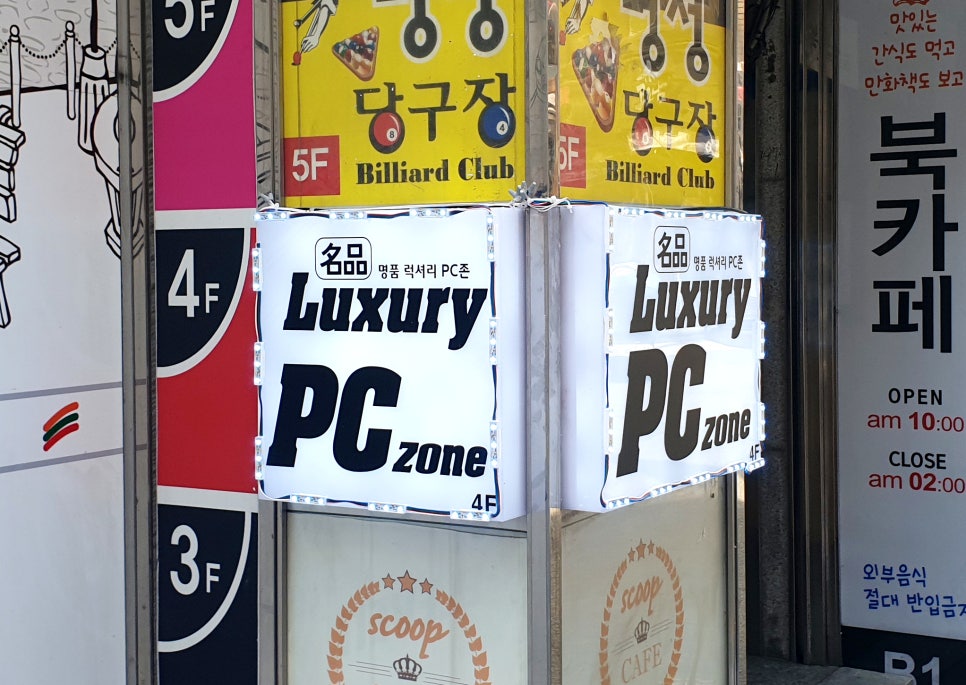 5F
4F
3F
당구장
5F
Billiard Club
당구장
5F
Billiard Club
名品 명품 럭셔리 PC존
Luxury
PC zone
4F
名品 명품 럭셔리 PC존
Luxury
PC zone
4F
scoop
scoop
CAFE
맛있는
간식도 먹고
만화책도 보고
북카페
OPEN
am 10:00
CLOSE
am 02:00
외부음식
절대 반입금지
B1